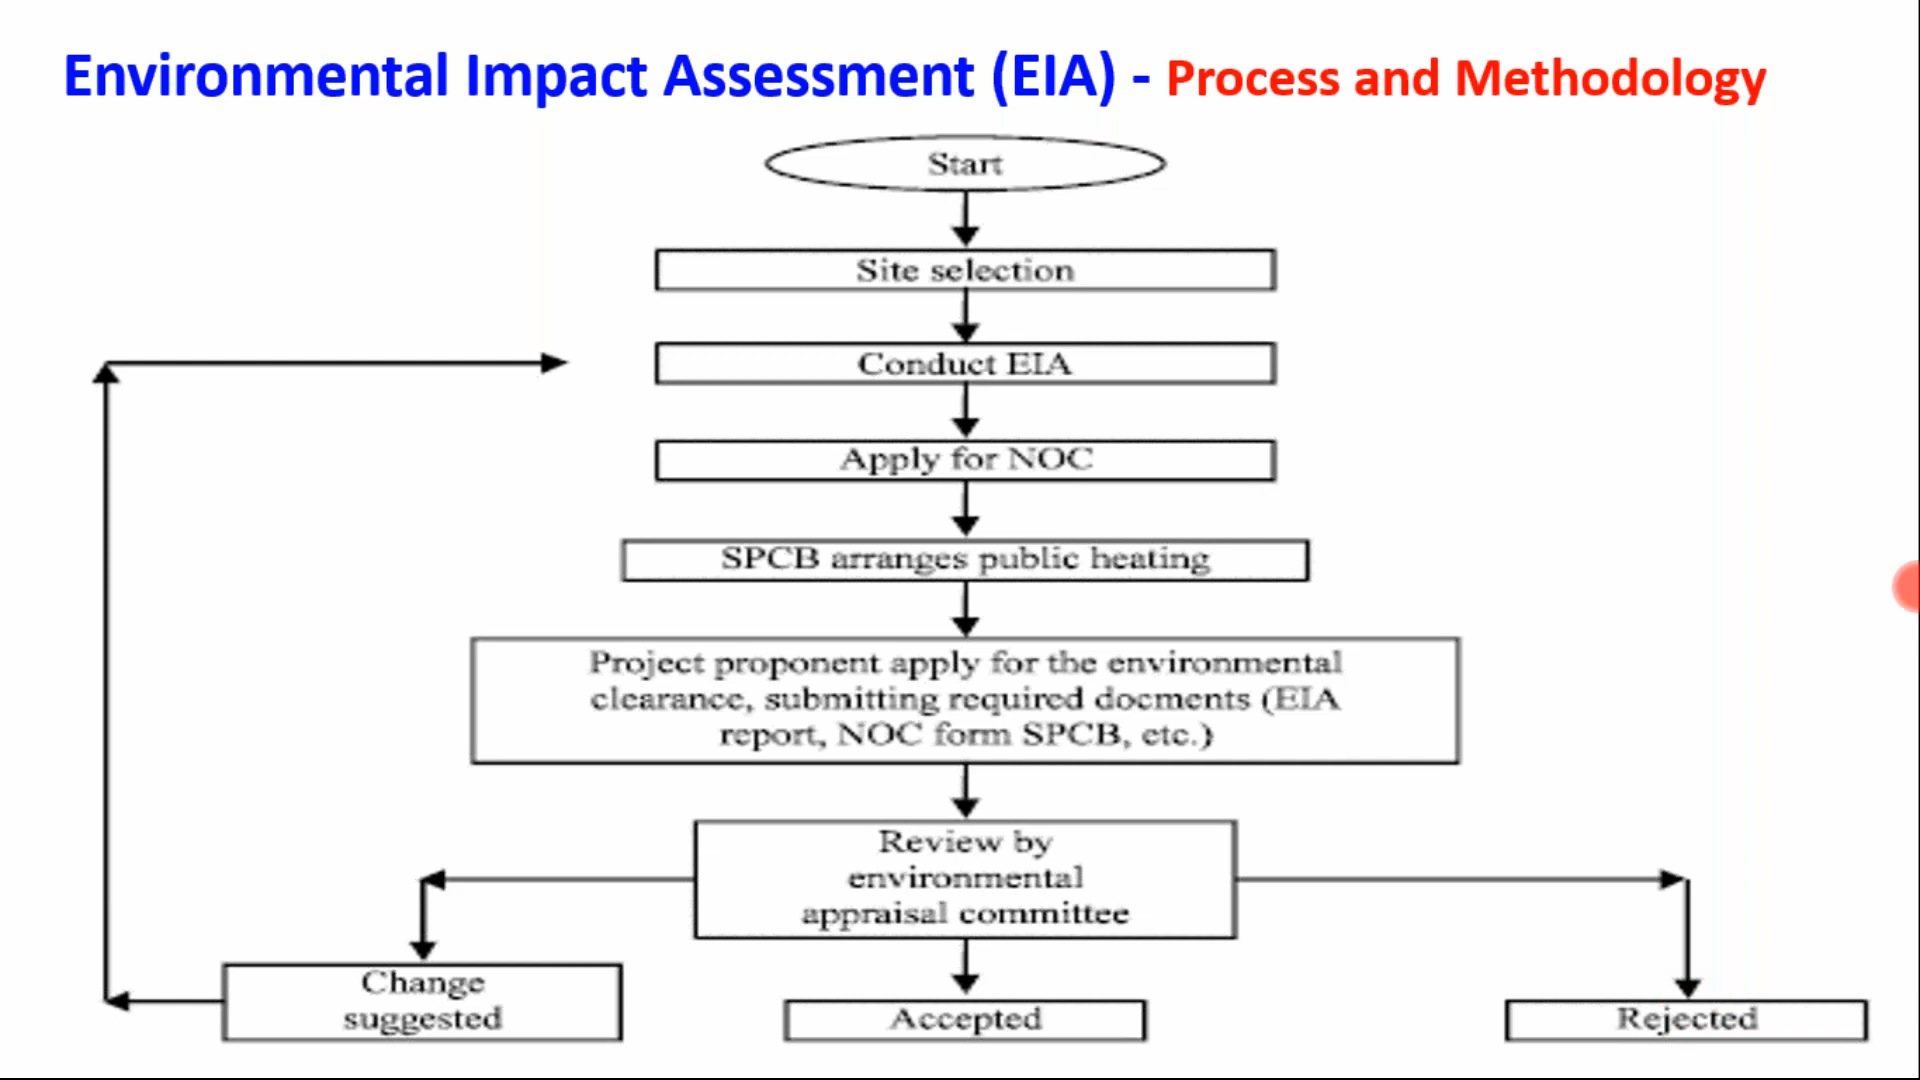 Environmental Impact Assessment (EIA) - Process and Methodology
Start
Site selection
Conduct EIA
Apply for NOC
SPCB arranges public heating
Project proponent apply for the environmental
clearance, submitting required docments (EIA
report, NOC form SPCB, etc.)
Review by
environmental
appraisal committee
Change
suggested
Accepted
Rejected